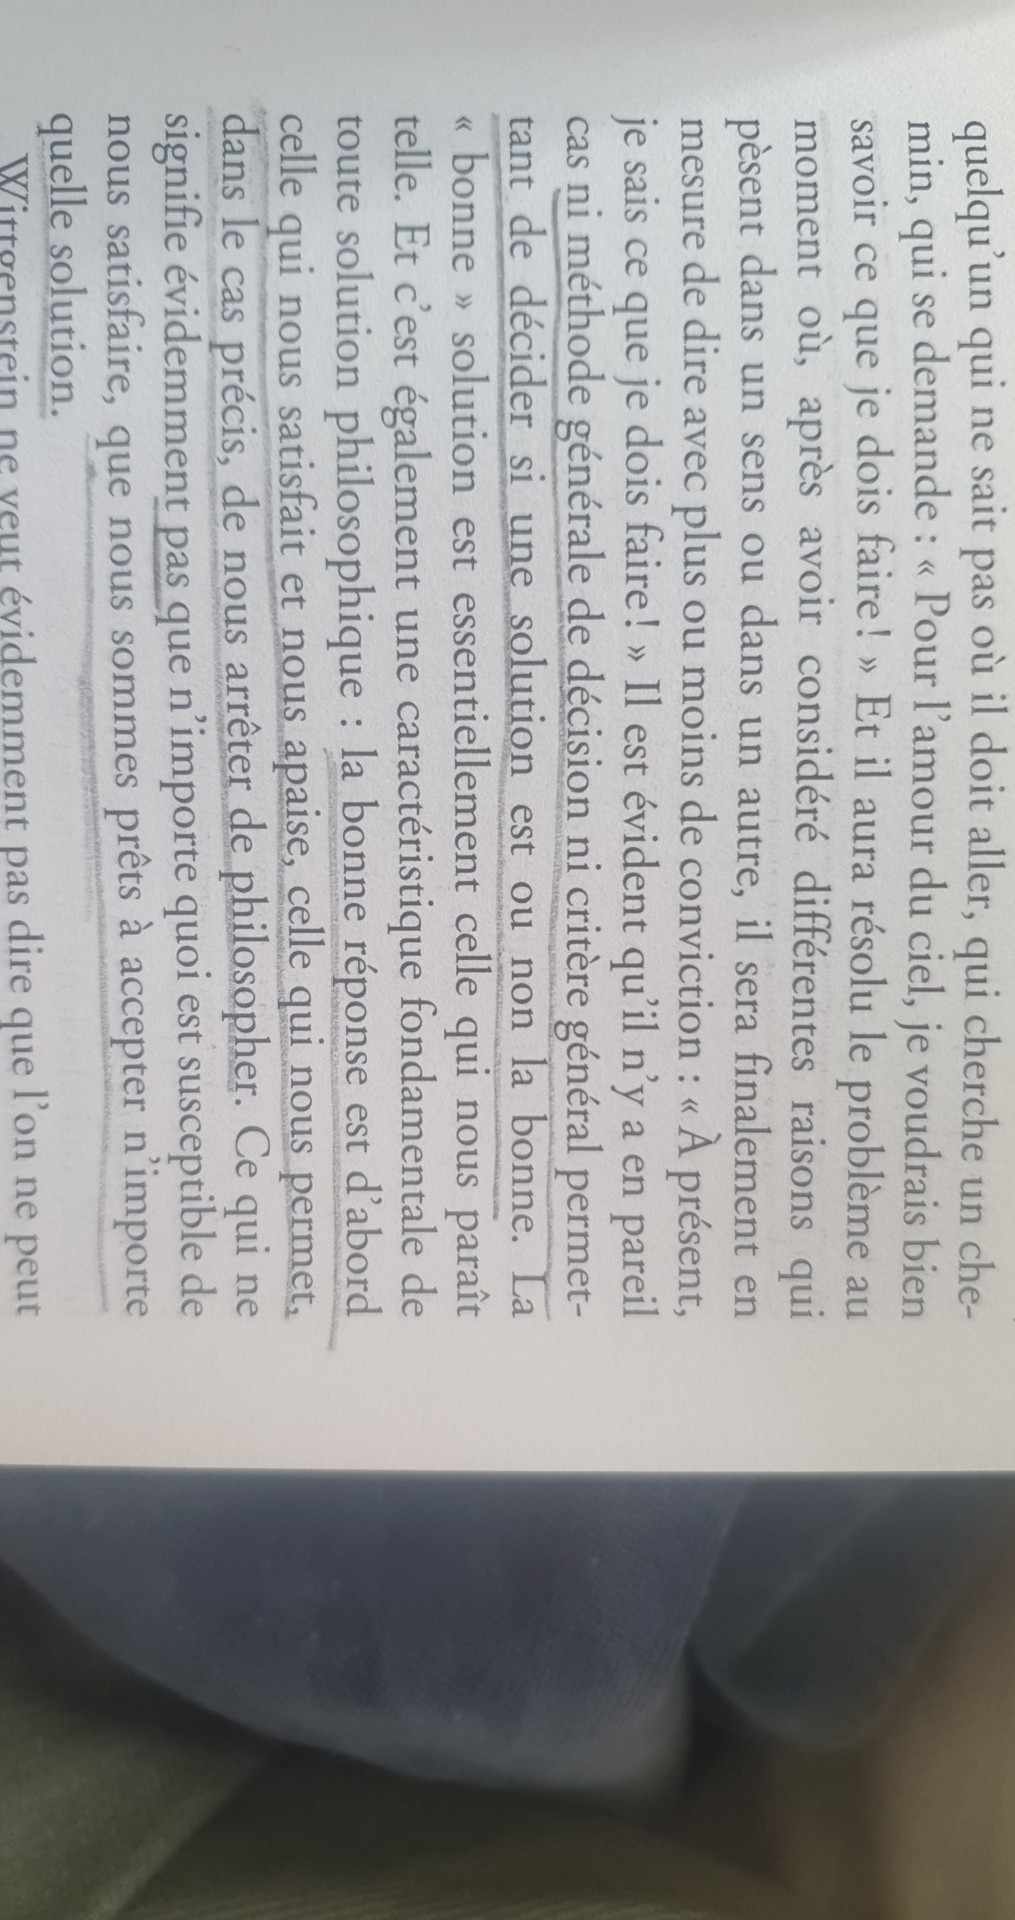 quelqu'un qui ne sait pas où il doit aller, qui cherche un che-
min, qui se demande : « Pour l'amour du ciel, je voudrais bien
savoir ce que je dois faire! » Et il aura résolu le problème au
moment où, après avoir considéré différentes raisons qui
pèsent dans un sens ou dans un autre, il sera finalement en
mesure de dire avec plus ou moins de conviction : « À présent,
je sais ce que je dois faire! » Il est évident qu'il n'y a en pareil
cas ni méthode générale de décision ni critère général permet-
tant de décider si une solution est ou non la bonne. La
« bonne » solution est essentiellement celle qui nous paraît
telle. Et c'est également une caractéristique fondamentale de
toute solution philosophique : la bonne réponse est d'abord
celle qui nous satisfait et nous apaise, celle qui nous permet,
dans le cas précis, de nous arrêter de philosopher. Ce qui ne
signifie évidemment pas que n'importe quoi est susceptible de
nous satisfaire, que nous sommes prêts à accepter n'importe
quelle solution.
Wittgenstein ne veut évidemment pas dire que l'on ne peut